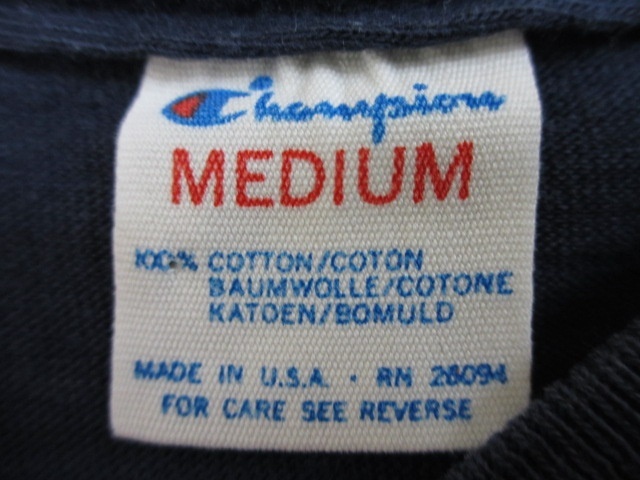 Champion
MEDIUM
100% COTTON/COTON
BAUMWOLLE/COTONE
KATOEN/BOMULD
MADE IN U.S.A. · RN 26094
FOR CARE SEE REVERSE